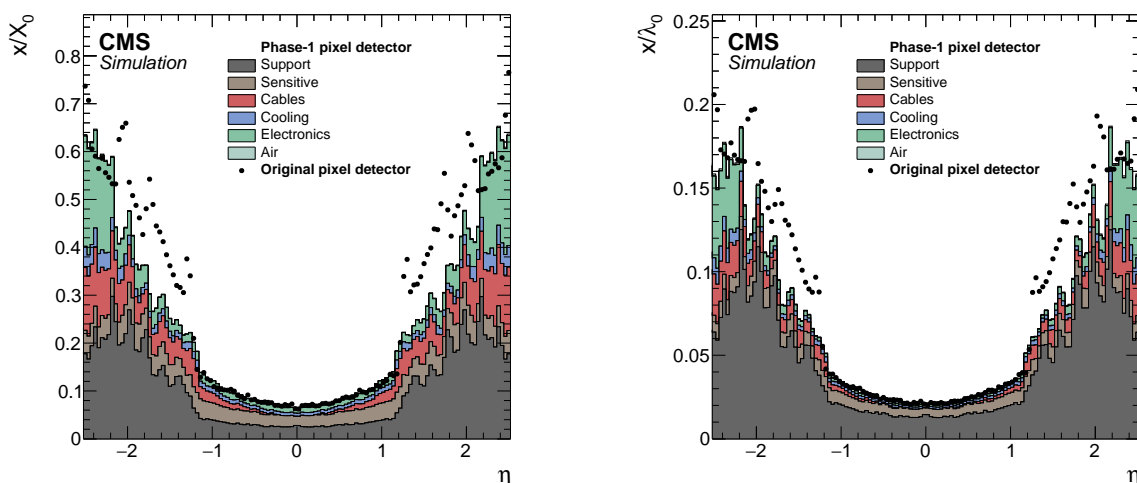 x/X₀
CMS
Simulation
Phase-1 pixel detector
Support
Sensitive
Cables
Cooling
Electronics
Air
Original pixel detector
0.8
0.7
0.6
0.5
0.4
0.3
0.2
0.1
0
−2 −1 0 1 2
η
x/λ₀
CMS
Simulation
Phase-1 pixel detector
Support
Sensitive
Cables
Cooling
Electronics
Air
Original pixel detector
0.25
0.2
0.15
0.1
0.05
0
−2 −1 0 1 2
η